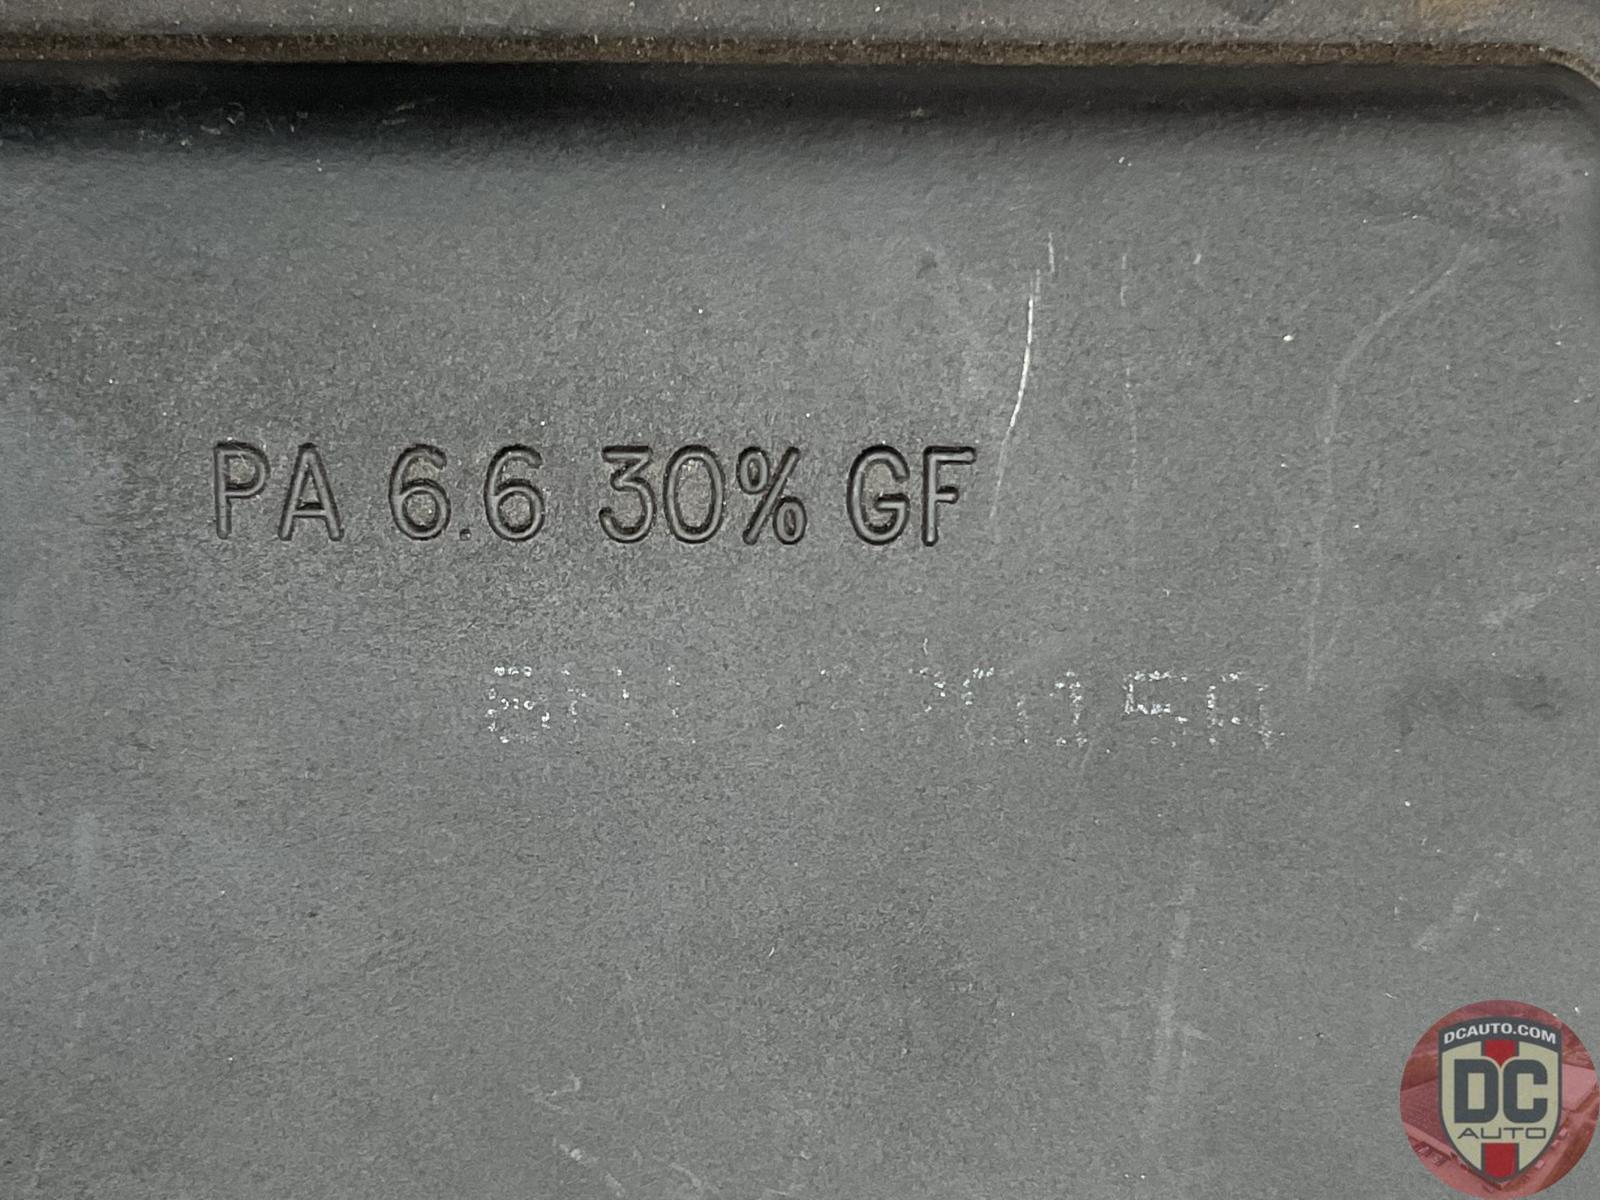 PA 6.6 30% GF
DCAUTO.COM
DC
AUTO